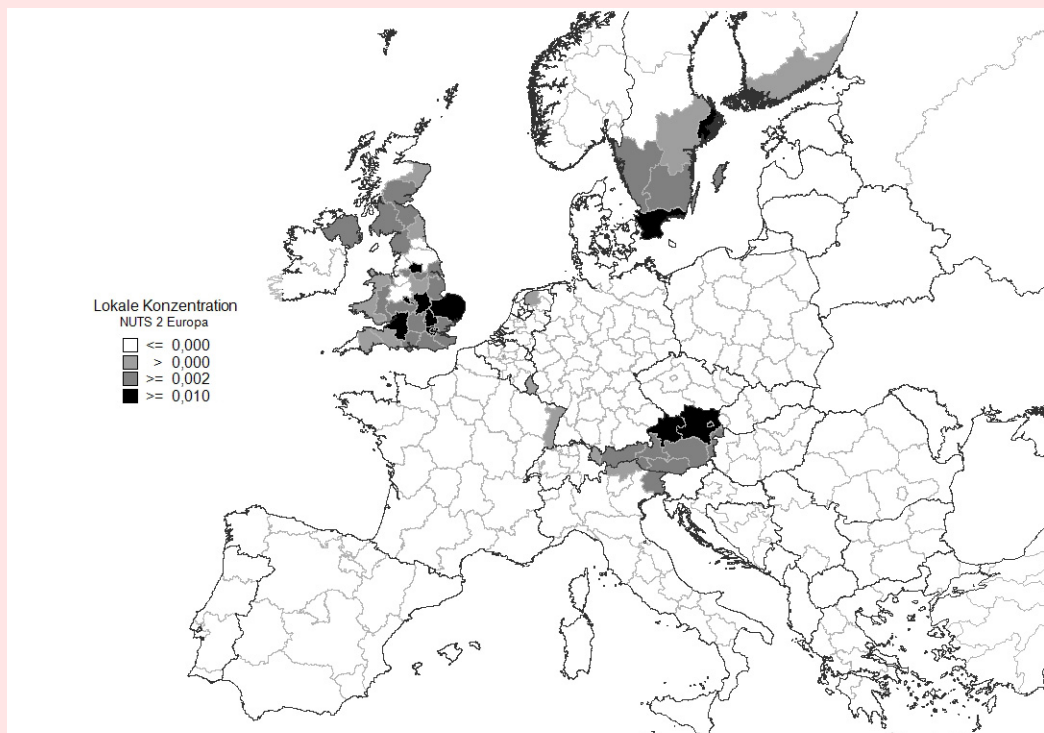 Lokale Konzentration
NUTS 2 Europa
<= 0,000
> 0,000
>= 0,002
>= 0,010